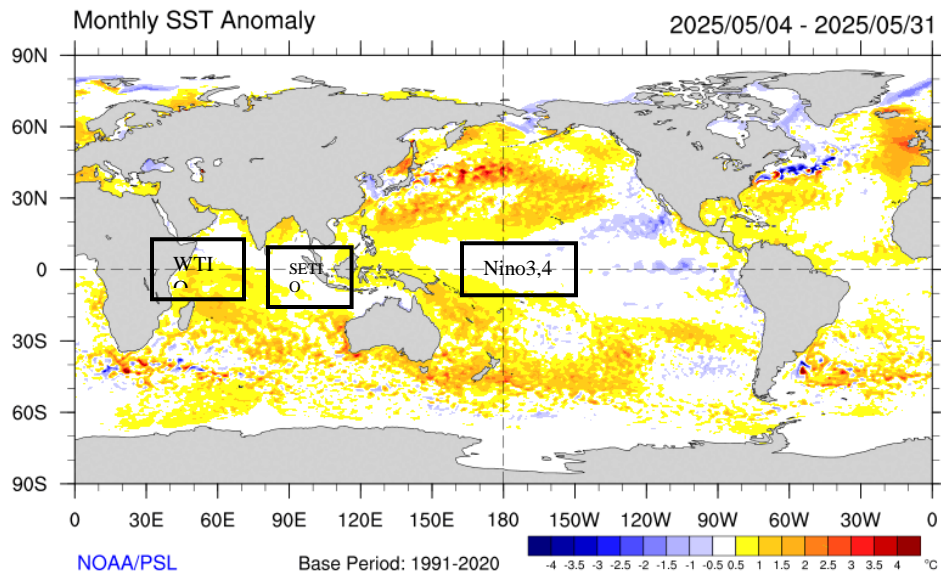 Monthly SST Anomaly 2025/05/04 - 2025/05/31
90N
60N
30N
0
30S
60S
90S
WTI
O
SETI
O
Nino3,4
0 30E 60E 90E 120E 150E 180 150W 120W 90W 60W 30W 0
NOAA/PSL Base Period: 1991-2020
-4 -3.5 -3 -2.5 -2 -1.5 -1 -0.5 0.5 1 1.5 2 2.5 3 3.5 4 °C